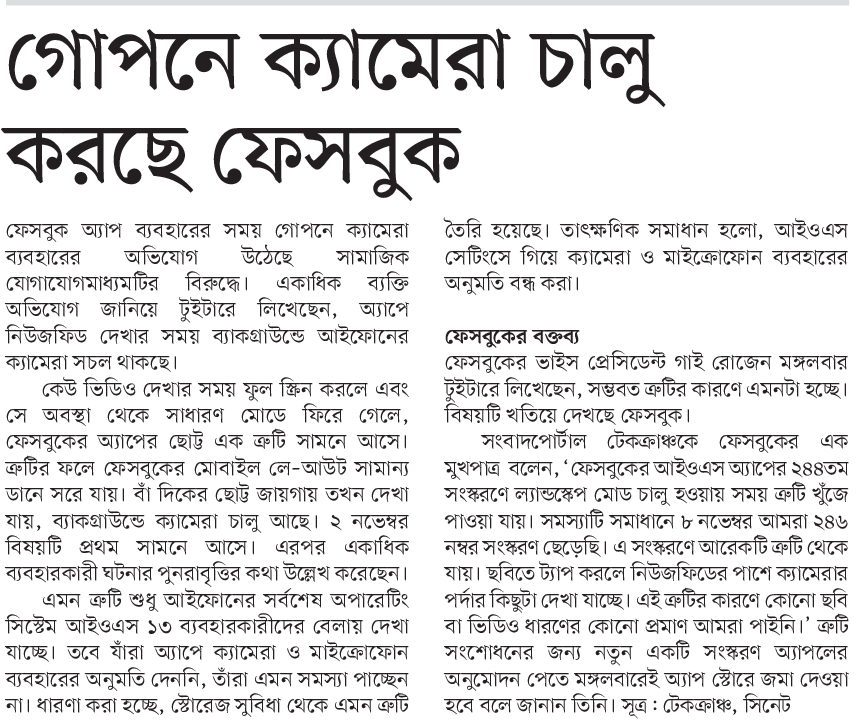 গোপনে ক্যামেরা চালু
করছে ফেসবুক
ফেসবুক অ্যাপ ব্যবহারের সময় গোপনে ক্যামেরা
ব্যবহারের অভিযোগ উঠেছে সামাজিক
যোগাযোগমাধ্যমটির বিরুদ্ধে। একাধিক ব্যক্তি
অভিযোগ জানিয়ে টুইটারে লিখেছেন, অ্যাপে
নিউজফিড দেখার সময় ব্যাকগ্রাউন্ডে আইফোনের
ক্যামেরা সচল থাকছে।
কেউ ভিডিও দেখার সময় ফুল স্ক্রিন করলে এবং
সে অবস্থা থেকে সাধারণ মোডে ফিরে গেলে,
ফেসবুকের অ্যাপের ছোট্ট এক ত্রুটি সামনে আসে।
ত্রুটির ফলে ফেসবুকের মোবাইল লে-আউট সামান্য
ডানে সরে যায়। বাঁ দিকের ছোট্ট জায়গায় তখন দেখা
যায়, ব্যাকগ্রাউন্ডে ক্যামেরা চালু আছে। ২ নভেম্বর
বিষয়টি প্রথম সামনে আসে। এরপর একাধিক
ব্যবহারকারী ঘটনার পুনরাবৃত্তির কথা উল্লেখ করেছেন।
এমন ত্রুটি শুধু আইফোনের সর্বশেষ অপারেটিং
সিস্টেম আইওএস ১৩ ব্যবহারকারীদের বেলায় দেখা
যাচ্ছে। তবে যাঁরা অ্যাপে ক্যামেরা ও মাইক্রোফোন
ব্যবহারের অনুমতি দেননি, তাঁরা এমন সমস্যা পাচ্ছেন
না। ধারণা করা হচ্ছে, স্টোরেজ সুবিধা থেকে এমন ত্রুটি
তৈরি হয়েছে। তাৎক্ষণিক সমাধান হলো, আইওএস
সেটিংসে গিয়ে ক্যামেরা ও মাইক্রোফোন ব্যবহারের
অনুমতি বন্ধ করা।
ফেসবুকের বক্তব্য
ফেসবুকের ভাইস প্রেসিডেন্ট গাই রোজেন মঙ্গলবার
টুইটারে লিখেছেন, সম্ভবত ত্রুটির কারণে এমনটা হচ্ছে।
বিষয়টি খতিয়ে দেখছে ফেসবুক।
সংবাদপোর্টাল টেকক্রাঞ্চকে ফেসবুকের এক
মুখপাত্র বলেন, ‘ফেসবুকের আইওএস অ্যাপের ২৪৪তম
সংস্করণে ল্যান্ডস্কেপ মোড চালু হওয়ায় সময় ত্রুটি খুঁজে
পাওয়া যায়। সমস্যাটি সমাধানে ৮ নভেম্বর আমরা ২৪৬
নম্বর সংস্করণ ছেড়েছি। এ সংস্করণে আরেকটি ত্রুটি থেকে
যায়। ছবিতে ট্যাপ করলে নিউজফিডের পাশে ক্যামেরার
পর্দার কিছুটা দেখা যাচ্ছে। এই ত্রুটির কারণে কোনো ছবি
বা ভিডিও ধারণের কোনো প্রমাণ আমরা পাইনি।’ ত্রুটি
সংশোধনের জন্য নতুন একটি সংস্করণ অ্যাপলের
অনুমোদন পেতে মঙ্গলবারেই অ্যাপ স্টোরে জমা দেওয়া
হবে বলে জানান তিনি। সূত্র : টেকক্রাঞ্চ, সিনেট